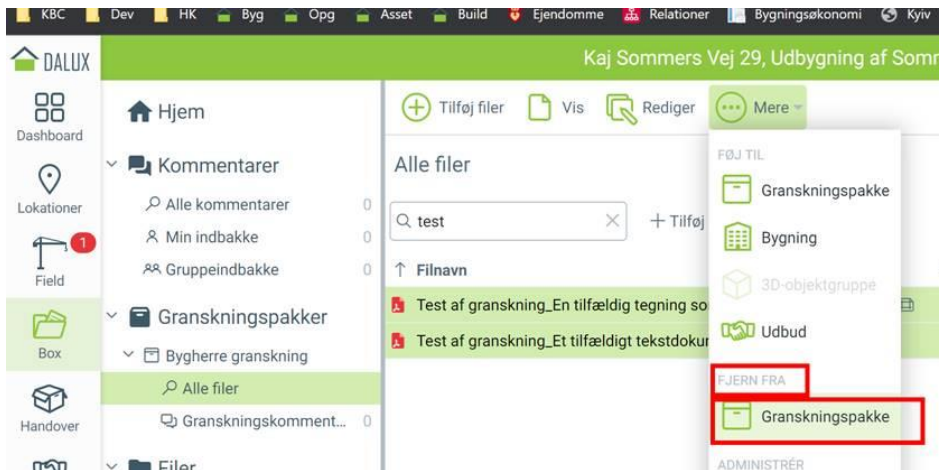 KBC Dev HK Byg Opg Asset Build Ejendomme Relationer Bygningsøkonomi Kyiv
DALUX
Kaj Sommers Vej 29, Udbygning af Somm
Dashboard
Lokationer
1
Field
Box
Handover
Hjem
Kommentarer
Alle kommentarer 0
Min indbakke 0
Gruppeindbakke 0
Granskningspakker
Bygherre granskning
Alle filer
Granskningskomment... 0
Filer
Tilføj filer Vis Rediger Mere
Alle filer
test + Tilføj
↑ Filnavn
Test af granskning_En tilfældig tegning so
Test af granskning_Et tilfældigt tekstdokur
FØJ TIL
Granskningspakke
Bygning
3D-objektgruppe
Udbud
FJERN FRA
Granskningspakke
ADMINISTRÉR